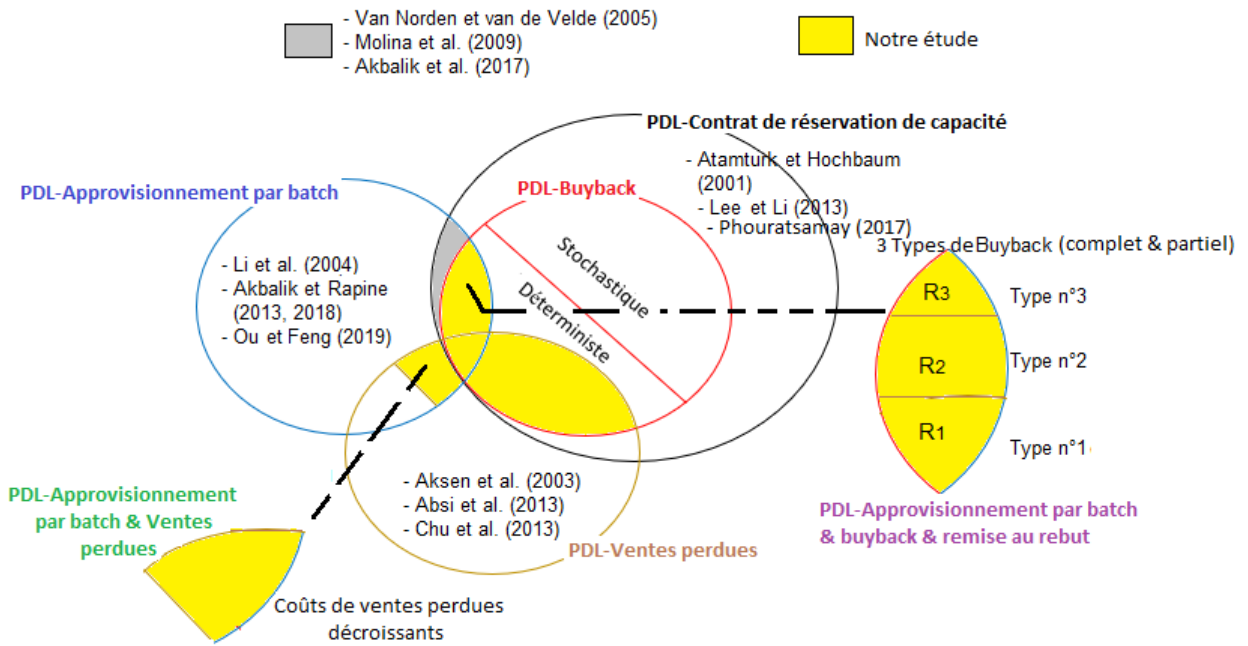 - Van Norden et van de Velde (2005)
- Molina et al. (2009)
- Akbalik et al. (2017)
Notre étude
PDL-Contrat de réservation de capacité
- Atamturk et Hochbaum
(2001)
- Lee et Li (2013)
- Phouratsamay (2017)
PDL-Approvisionnement par batch
PDL-Buyback
- Li et al. (2004)
- Akbalik et Rapine
(2013, 2018)
- Ou et Feng (2019)
Stochastique
Déterministe
3 Types de Buyback (complet & partiel)
R3
Type n°3
R2
Type n°2
R1
Type n°1
- Aksen et al. (2003)
- Absi et al. (2013)
- Chu et al. (2013)
PDL-Ventes perdues
PDL-Approvisionnement par batch
& buyback & remise au rebut
PDL-Approvisionnement
par batch & Ventes
perdues
Coûts de ventes perdues
décroissants